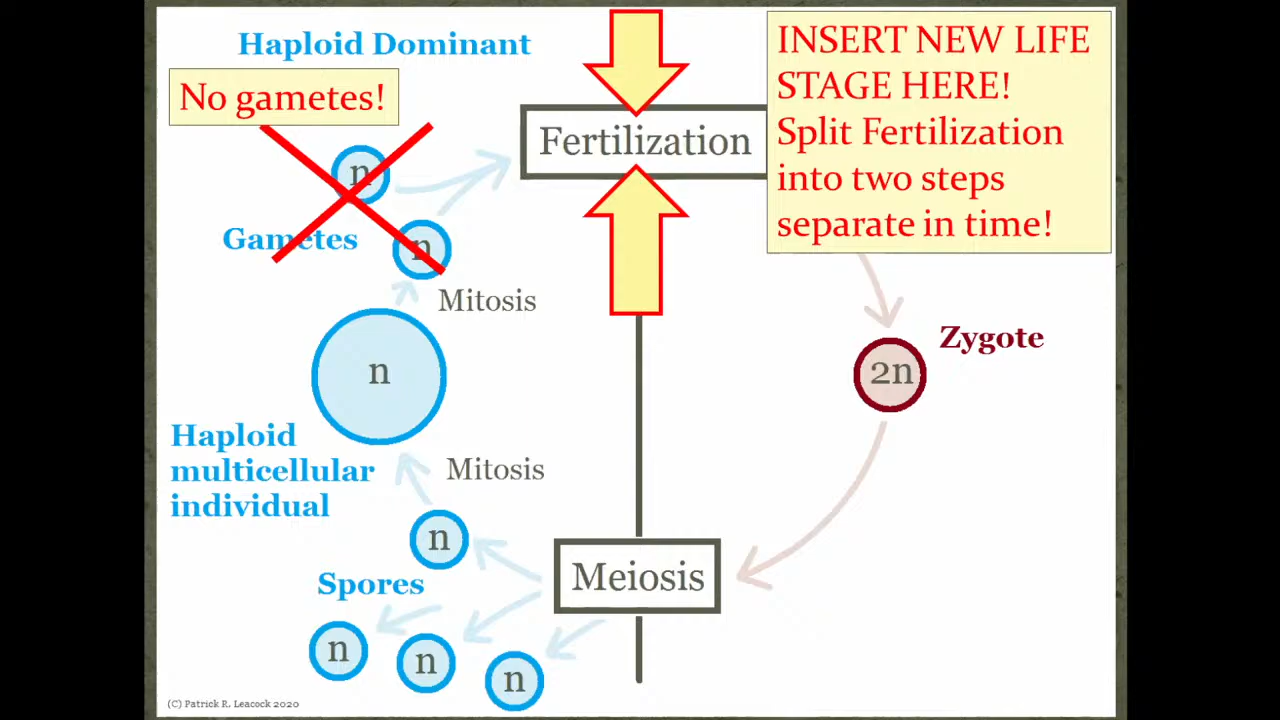 Haploid Dominant
No gametes!
INSERT NEW LIFE
STAGE HERE!
Split Fertilization
into two steps
separate in time!
Fertilization
n
Gametes
n
Mitosis
n
Zygote
2n
Haploid
multicellular
individual
Mitosis
n
Spores
Meiosis
n
n
n
(C) Patrick R. Leacock 2020